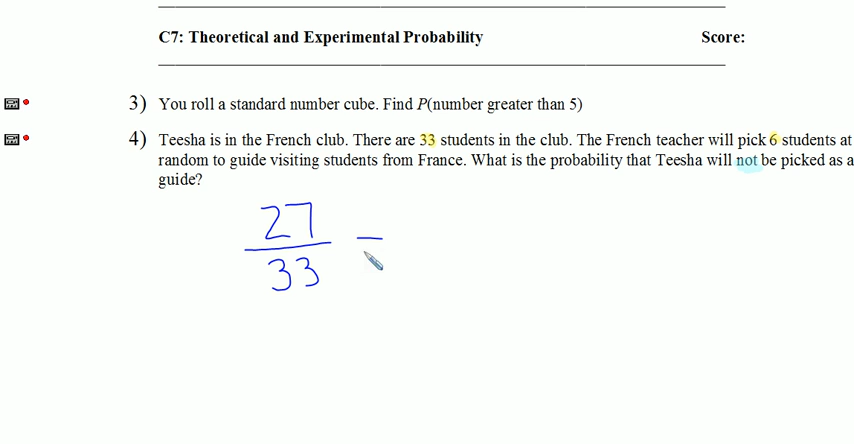 C7: Theoretical and Experimental Probability Score:
3) You roll a standard number cube. Find P(number greater than 5)
4) Teesha is in the French club. There are 33 students in the club. The French teacher will pick 6 students at
random to guide visiting students from France. What is the probability that Teesha will not be picked as a
guide?
27
33